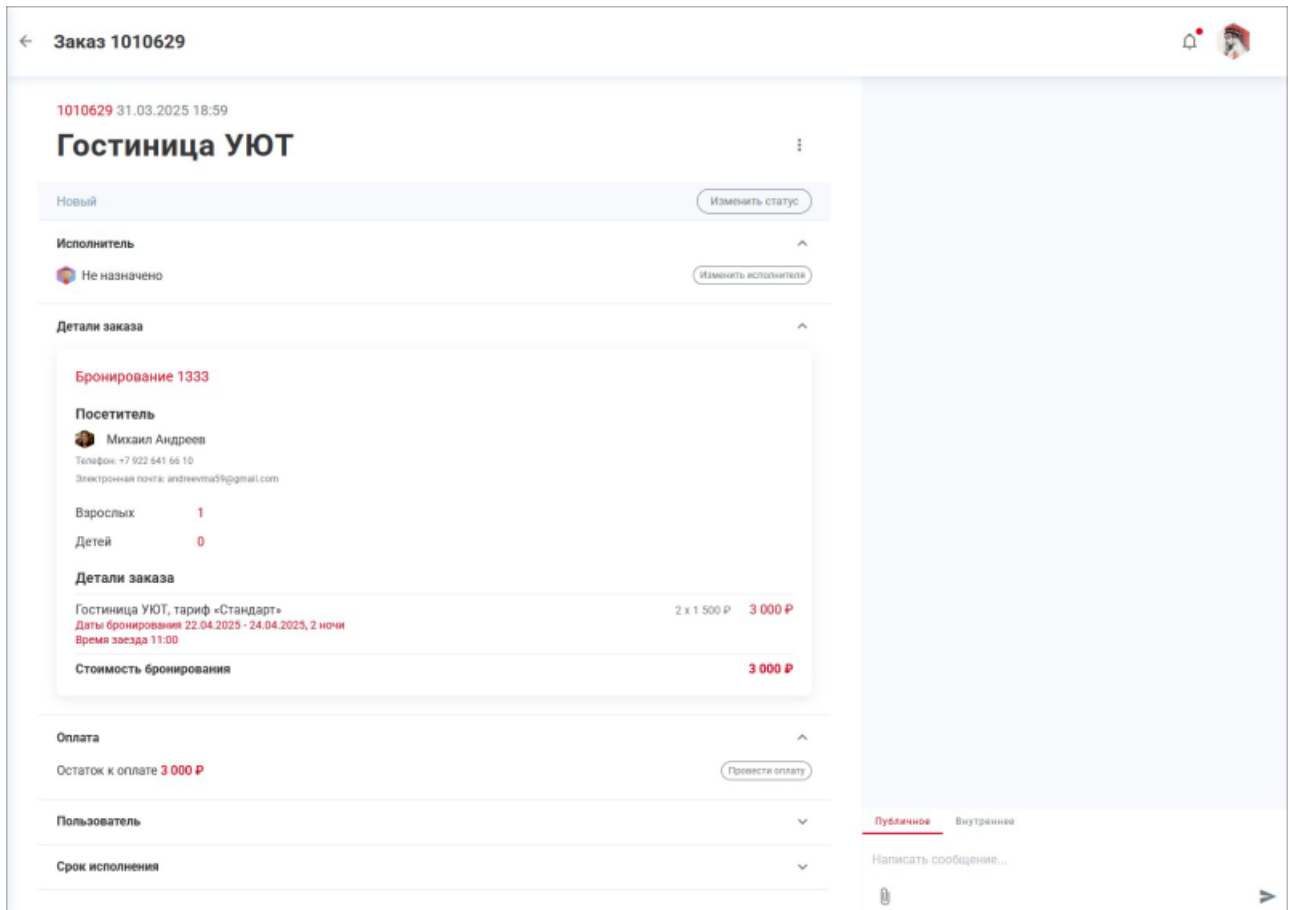 Заказ 1010629
1010629 31.03.2025 18:59
Гостиница УЮТ
Новый
Изменить статус
Исполнитель
Не назначено
Изменить исполнителя
Детали заказа
Бронирование 1333
Посетитель
Михаил Андреев
Телефон: +7 922 641 66 10
Электронная почта: andreevma59@gmail.com
Взрослых 1
Детей 0
Детали заказа
Гостиница УЮТ, тариф «Стандарт» 2 x 1 500 ₽ 3 000 ₽
Даты бронирования 22.04.2025 - 24.04.2025, 2 ночи
Время заезда 11:00
Стоимость бронирования 3 000 ₽
Оплата
Остаток к оплате 3 000 ₽
Провести оплату
Пользователь
Срок исполнения
Публичное Внутреннее
Написать сообщение...